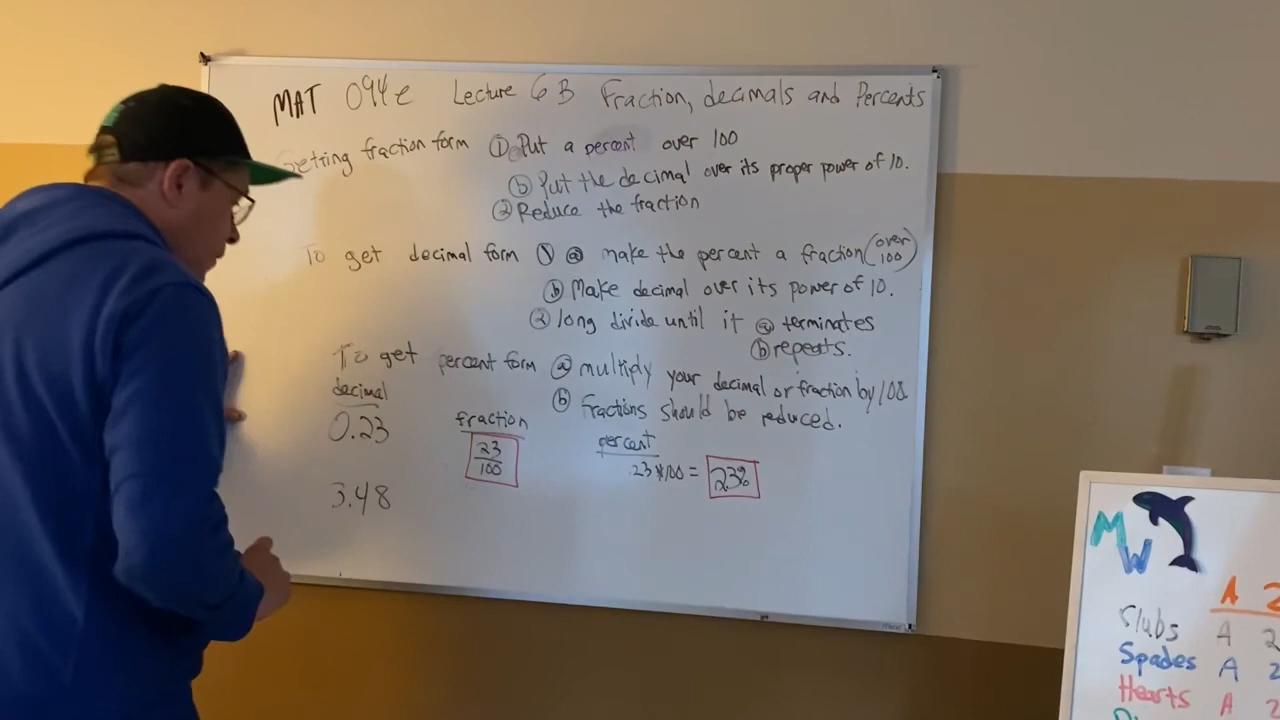 MAT 094e Lecture 6B Fraction, decimals and Percents
Getting fraction form ① Put a percent over 100
ⓑ Put the decimal over its proper power of 10.
② Reduce the fraction
To get decimal form ① ⓐ make the percent a fraction (over 100)
ⓑ Make decimal over its power of 10.
② long divide until it ⓐ terminates
ⓑ repeats.
To get percent form ⓐ multiply your decimal or fraction by 100
ⓑ Fractions should be reduced.
decimal fraction percent
0.23 23/100 .23*100 = 23%
3.48
MW
A 2
Clubs A 2
Spades A 2
Hearts A 2